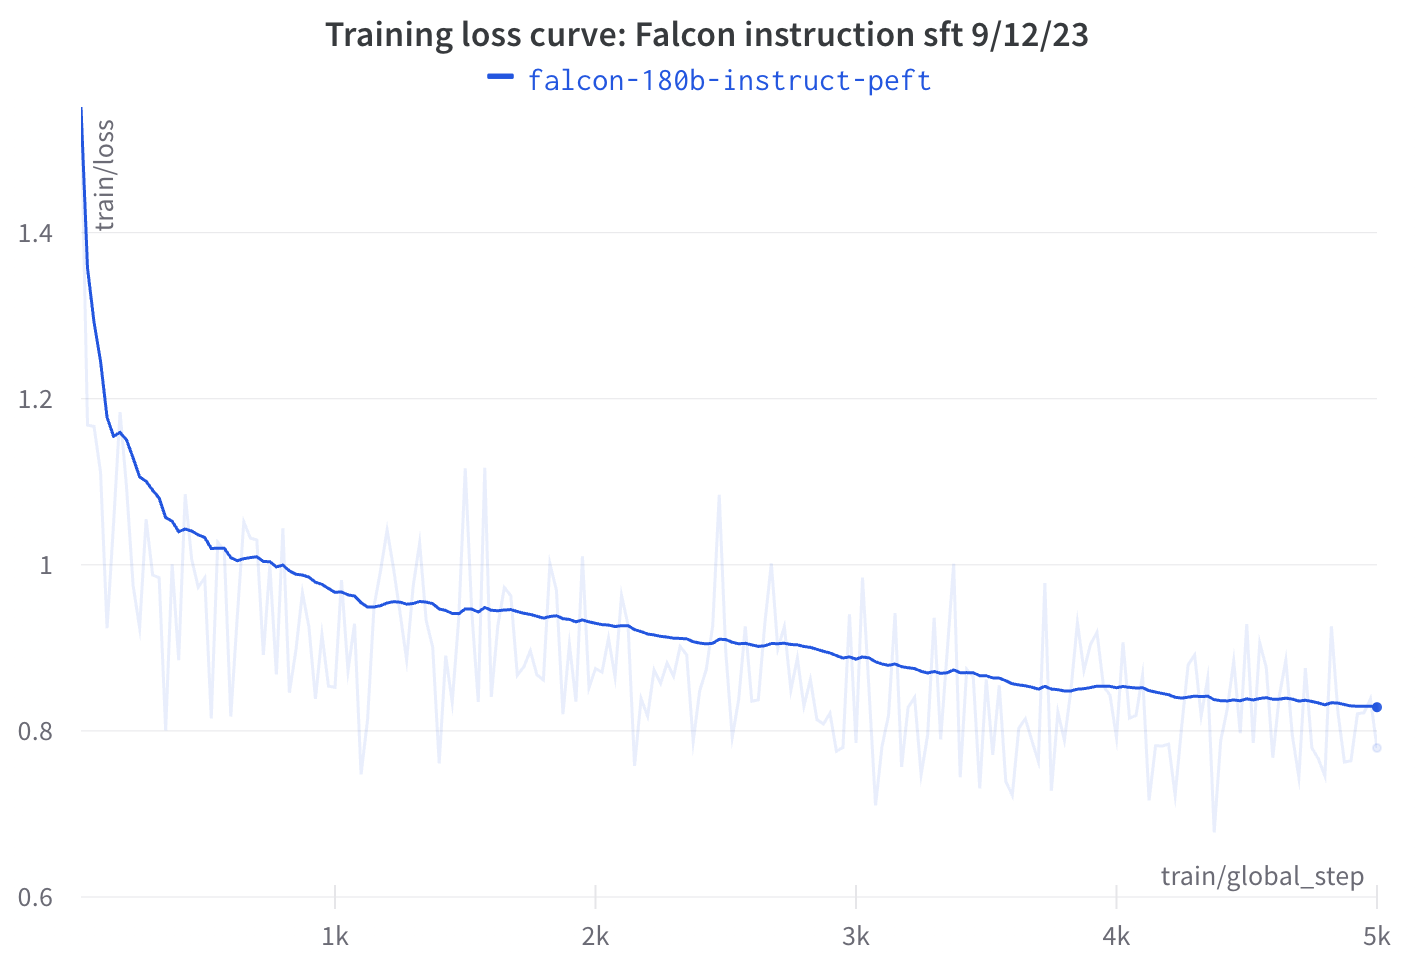 Training loss curve: Falcon instruction sft 9/12/23
falcon-180b-instruct-peft
train/loss
1.4
1.2
1
0.8
0.6
train/global_step
1k
2k
3k
4k
5k